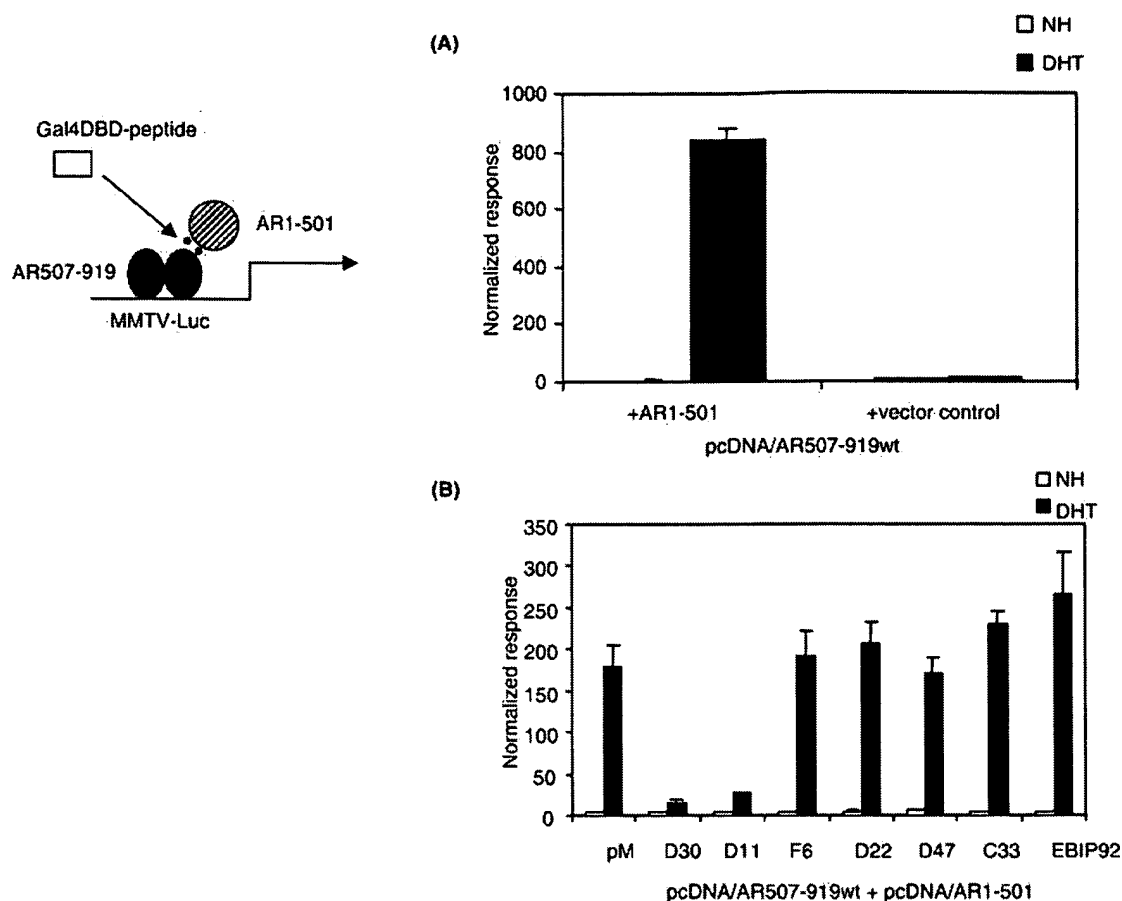 (A)
NH
DHT
Gal4DBD-peptide
AR1-501
AR507-919
MMTV-Luc
Normalized response
1000
800
600
400
200
0
+AR1-501
+vector control
pcDNA/AR507-919wt
(B)
NH
DHT
Normalized response
350
300
250
200
150
100
50
0
pM D30 D11 F6 D22 D47 C33 EBIP92
pcDNA/AR507-919wt + pcDNA/AR1-501